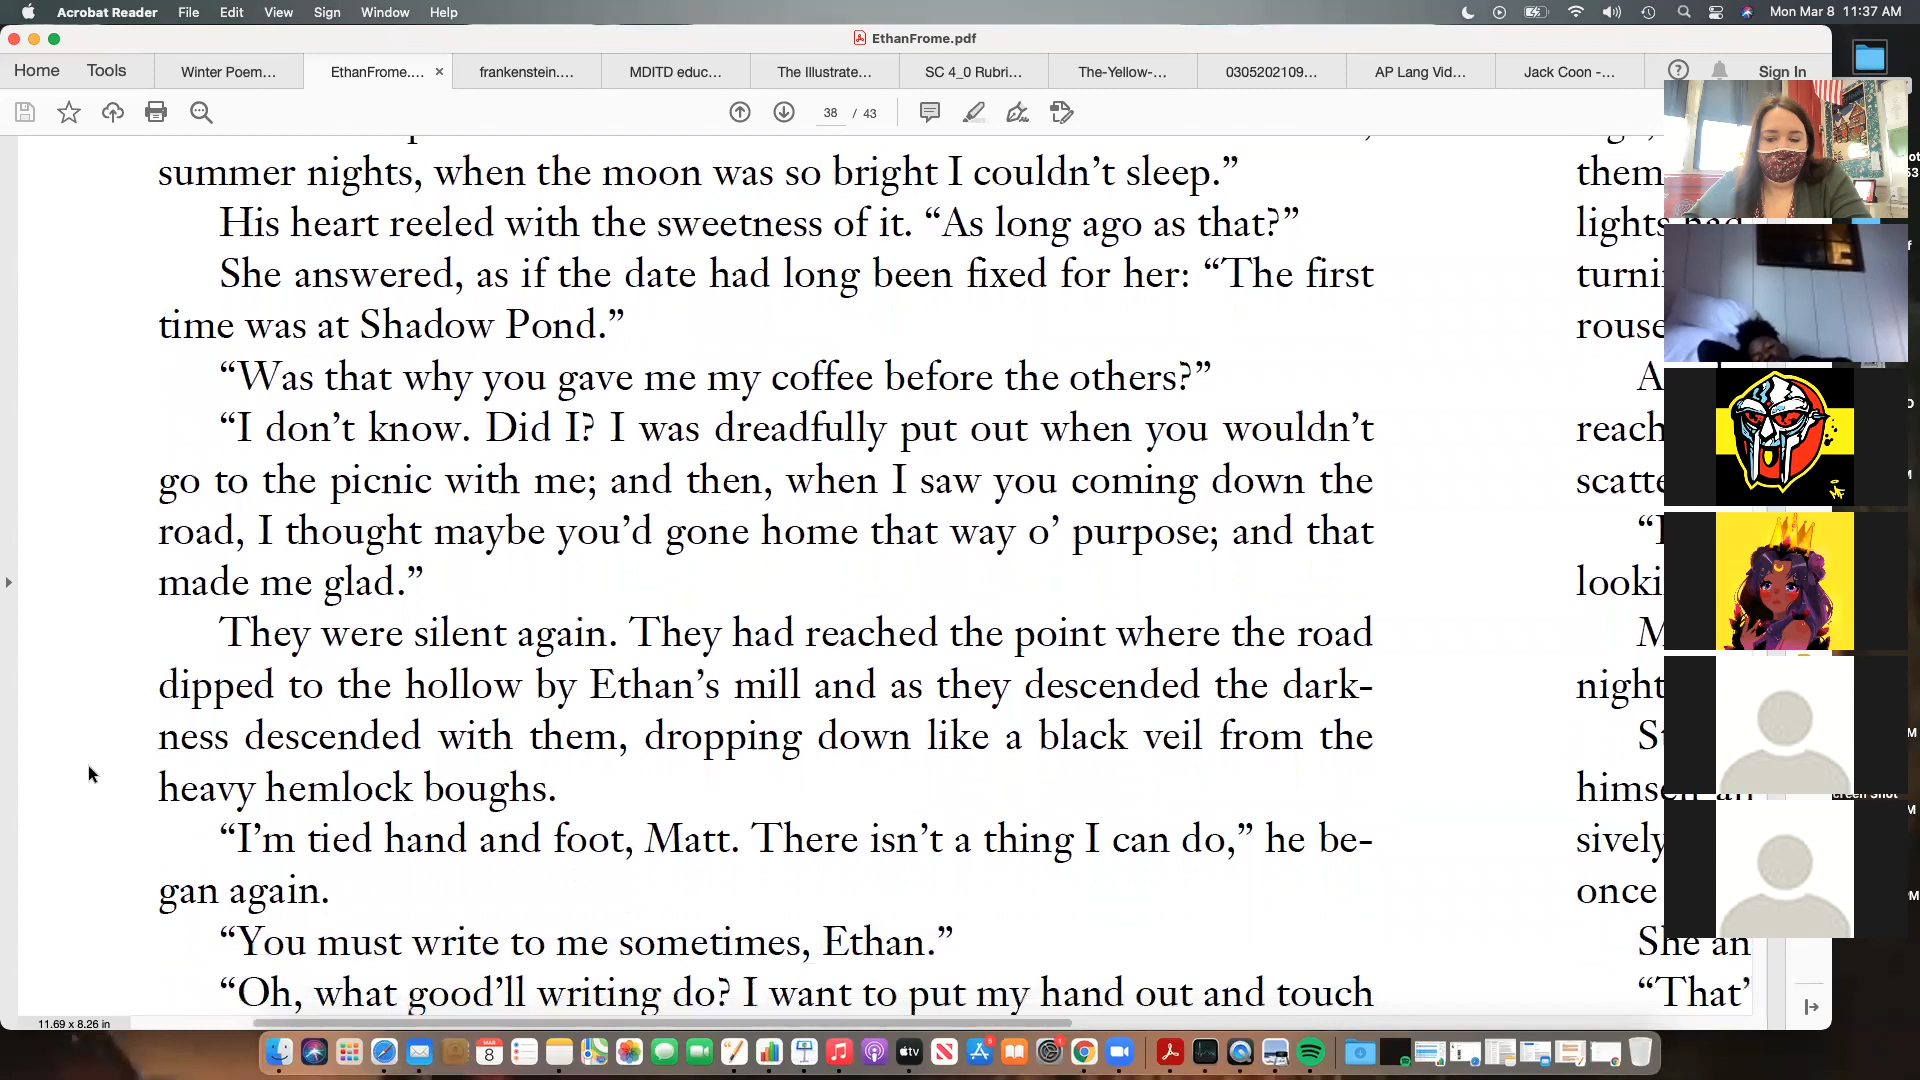 Acrobat Reader File Edit View Sign Window Help Mon Mar 8 11:37 AM
EthanFrome.pdf
Home Tools Winter Poem... EthanFrome.... × frankenstein.... MDITD educ... The Illustrate... SC 4_0 Rubri... The-Yellow-... 0305202109... AP Lang Vid... Jack Coon -... Sign In
38 / 43
summer nights, when the moon was so bright I couldn’t sleep.”
His heart reeled with the sweetness of it. “As long ago as that?”
She answered, as if the date had long been fixed for her: “The first
time was at Shadow Pond.”
“Was that why you gave me my coffee before the others?”
“I don’t know. Did I? I was dreadfully put out when you wouldn’t
go to the picnic with me; and then, when I saw you coming down the
road, I thought maybe you’d gone home that way o’ purpose; and that
made me glad.”
They were silent again. They had reached the point where the road
dipped to the hollow by Ethan’s mill and as they descended the dark-
ness descended with them, dropping down like a black veil from the
heavy hemlock boughs.
“I’m tied hand and foot, Matt. There isn’t a thing I can do,” he be-
gan again.
“You must write to me sometimes, Ethan.”
“Oh, what good’ll writing do? I want to put my hand out and touch
them
lights had
turni
rouse
A
reach
scatte
looki
M
night
S
sively
once
She an
“That’
11.69 x 8.26 in
MAR
8
tv